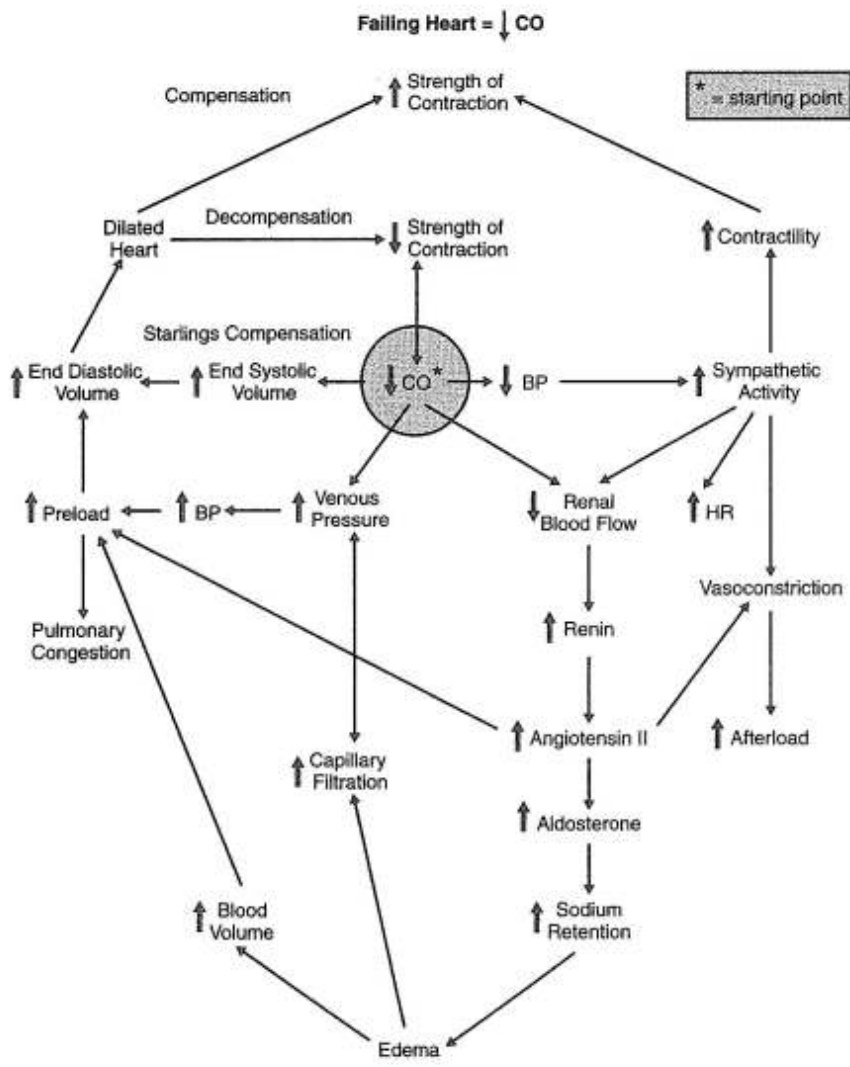 Failing Heart = ↓ CO
Compensation
↑ Strength of
Contraction
* = starting point
Dilated
Heart
Decompensation
↓ Strength of
Contraction
↑ Contractility
Starlings Compensation
↑ End Diastolic
Volume
↑ End Systolic
Volume
↓ CO*
↓ BP
↑ Sympathetic
Activity
↑ Preload
↑ BP
↑ Venous
Pressure
↓ Renal
Blood Flow
↑ HR
Vasoconstriction
Pulmonary
Congestion
↑ Renin
↑ Angiotensin II
↑ Afterload
↑ Capillary
Filtration
↑ Aldosterone
↑ Blood
Volume
↑ Sodium
Retention
Edema